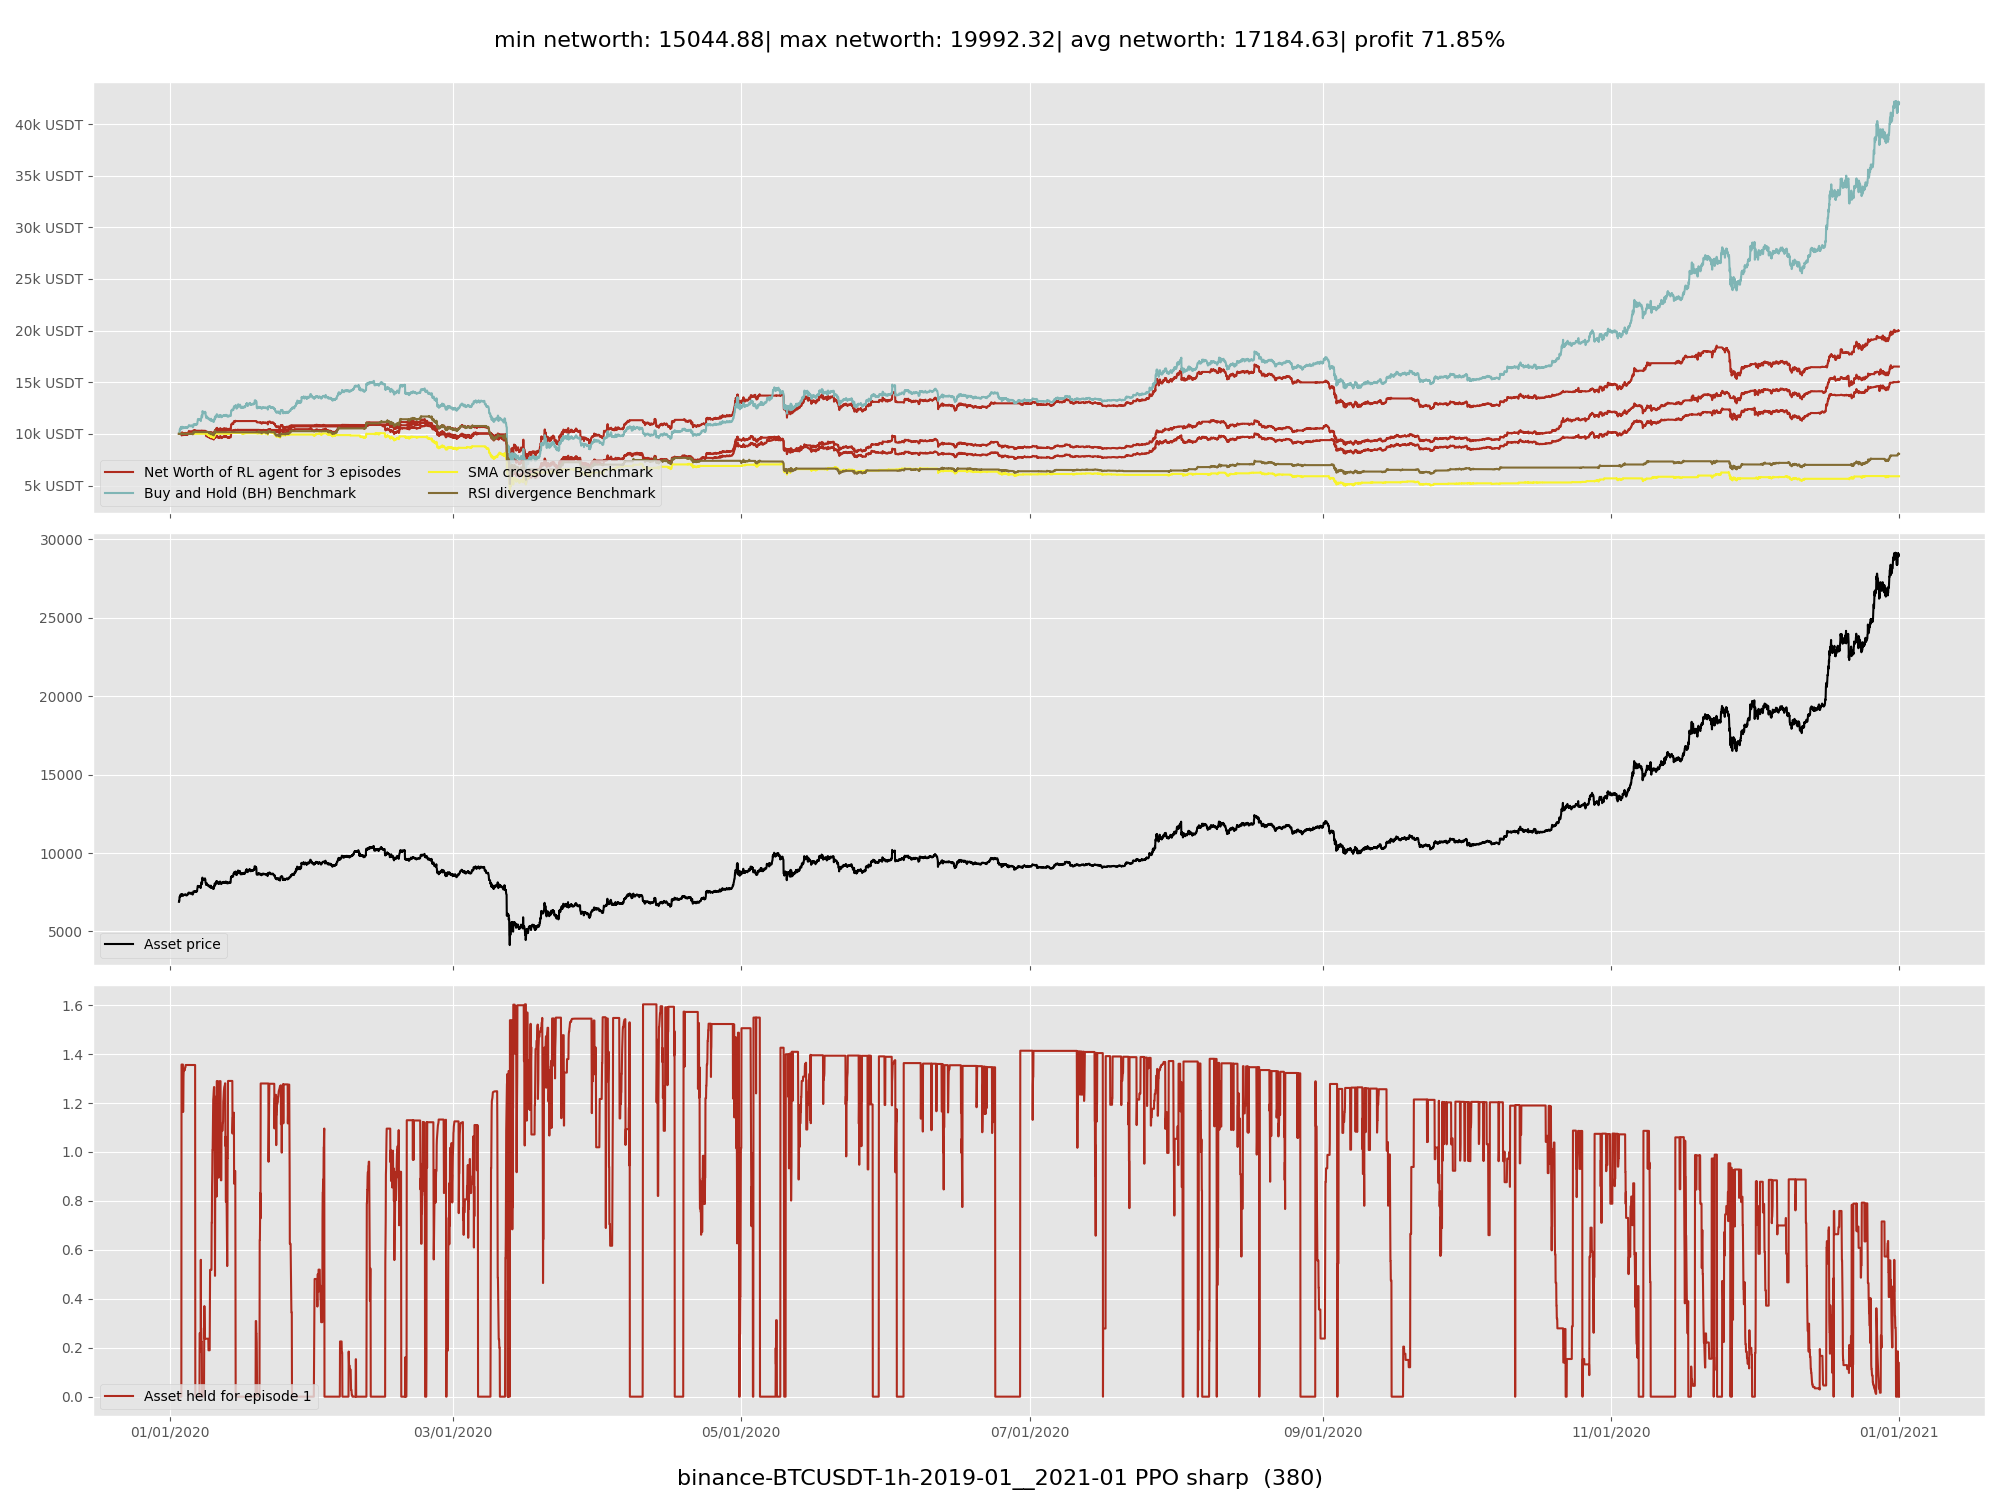 min networth: 15044.88| max networth: 19992.32| avg networth: 17184.63| profit 71.85%
40k USDT
35k USDT
30k USDT
25k USDT
20k USDT
15k USDT
10k USDT
5k USDT
Net Worth of RL agent for 3 episodes
Buy and Hold (BH) Benchmark
SMA crossover Benchmark
RSI divergence Benchmark
30000
25000
20000
15000
10000
5000
Asset price
1.6
1.4
1.2
1.0
0.8
0.6
0.4
0.2
0.0
Asset held for episode 1
01/01/2020 03/01/2020 05/01/2020 07/01/2020 09/01/2020 11/01/2020 01/01/2021
binance-BTCUSDT-1h-2019-01__2021-01 PPO sharp (380)